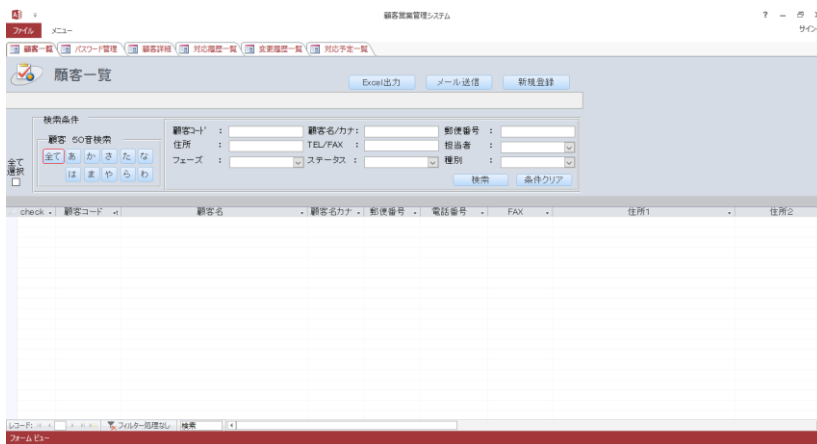 顧客営業管理システム
? サイン
ファイル メニュー
顧客一覧 パスワード管理 顧客詳細 対応履歴一覧 変更履歴一覧 対応予定一覧
顧客一覧
Excel出力 メール送信 新規登録
検索条件
顧客 50音検索
全て あ か さ た な
は ま や ら わ
全て
選択
顧客コード : 顧客名/カナ: 郵便番号 :
住所 : TEL/FAX : 担当者 :
フェーズ : ステータス : 種別 :
検索 条件クリア
check 顧客コード 顧客名 顧客名カナ 郵便番号 電話番号 FAX 住所1 住所2
レコード: フィルター処理なし 検索
フォーム ビュー